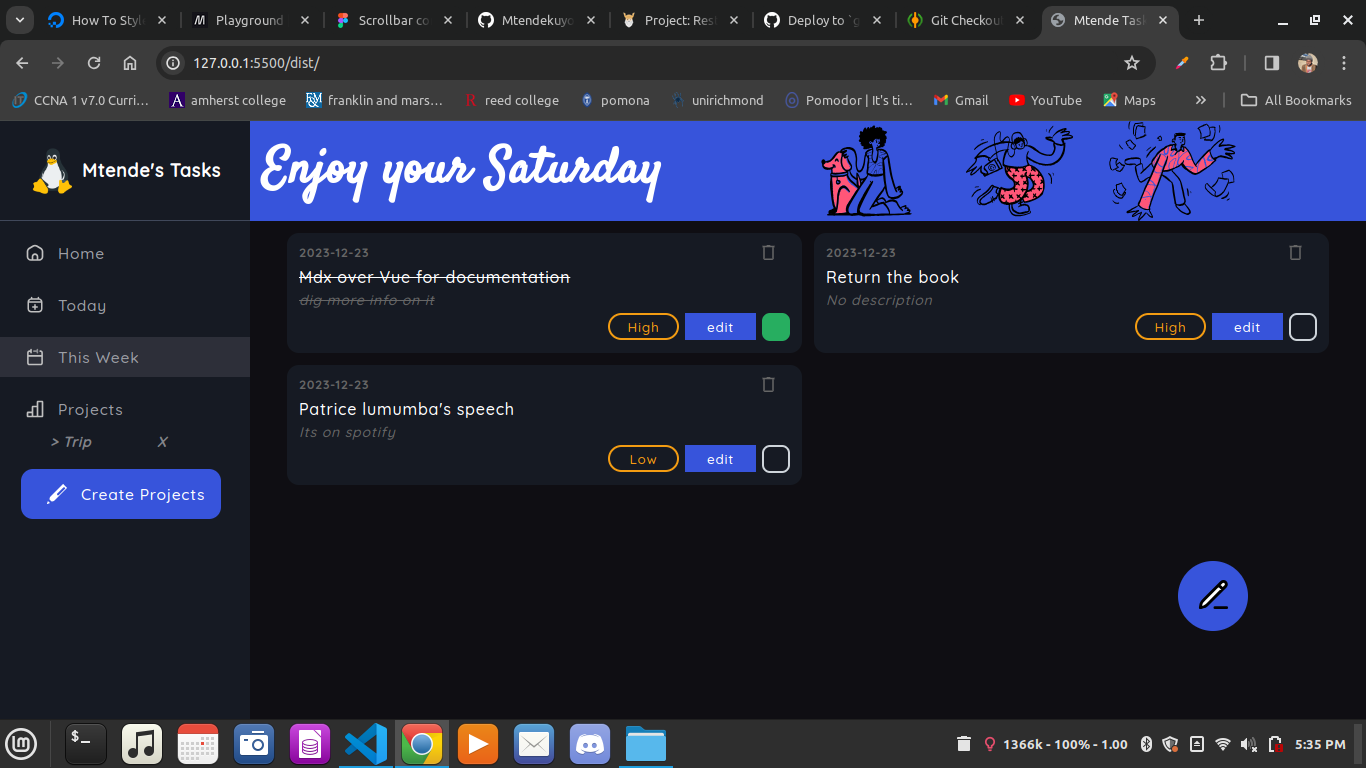 How To Style
Playground
Scrollbar co
Mtendekuyo
Project: Rest
Deploy to `g
Git Checkou
Mtende Task
127.0.0.1:5500/dist/
CCNA 1 v7.0 Curri…
amherst college
franklin and mars…
reed college
pomona
unirichmond
Pomodor | It's ti…
Gmail
YouTube
Maps
All Bookmarks
Mtende's Tasks
Enjoy your Saturday
Home
Today
This Week
Projects
> Trip X
Create Projects
2023-12-23
Mdx over Vue for documentation
dig more info on it
High edit
2023-12-23
Return the book
No description
High edit
2023-12-23
Patrice lumumba's speech
Its on spotify
Low edit
1366k - 100% - 1.00
5:35 PM